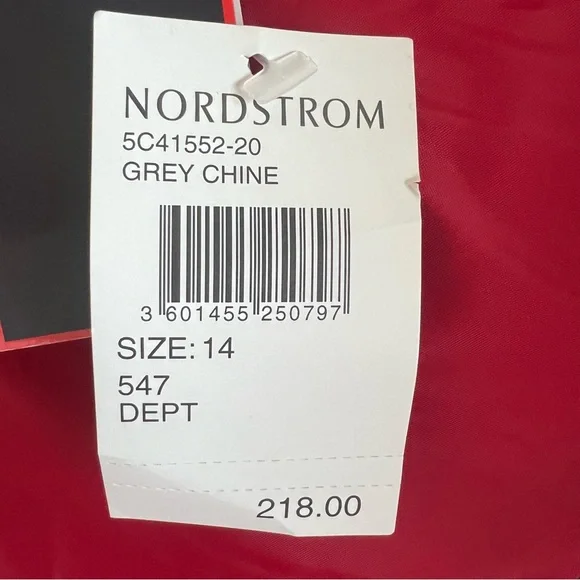 NORDSTROM
5C41552-20
GREY CHINE
3 601455 250797
SIZE: 14
547
DEPT
218.00